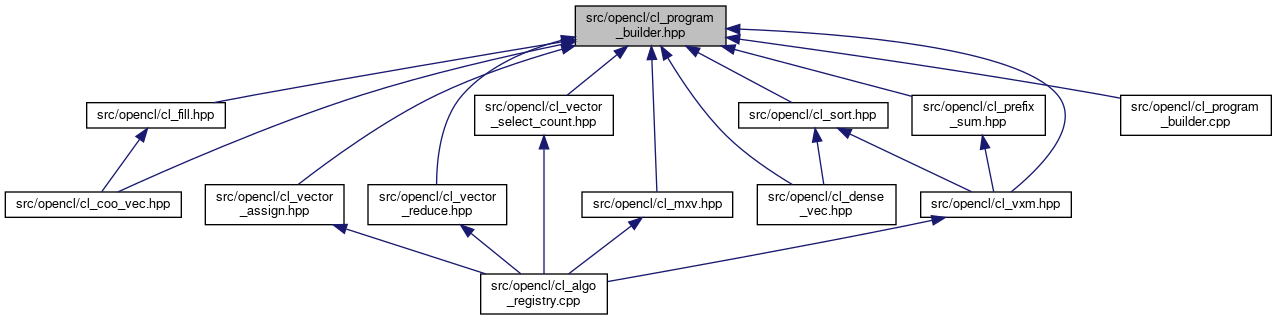 src/opencl/cl_program
_builder.hpp
src/opencl/cl_fill.hpp
src/opencl/cl_vector
_select_count.hpp
src/opencl/cl_sort.hpp
src/opencl/cl_prefix
_sum.hpp
src/opencl/cl_program
_builder.cpp
src/opencl/cl_coo_vec.hpp
src/opencl/cl_vector
_assign.hpp
src/opencl/cl_vector
_reduce.hpp
src/opencl/cl_mxv.hpp
src/opencl/cl_dense
_vec.hpp
src/opencl/cl_vxm.hpp
src/opencl/cl_algo
_registry.cpp